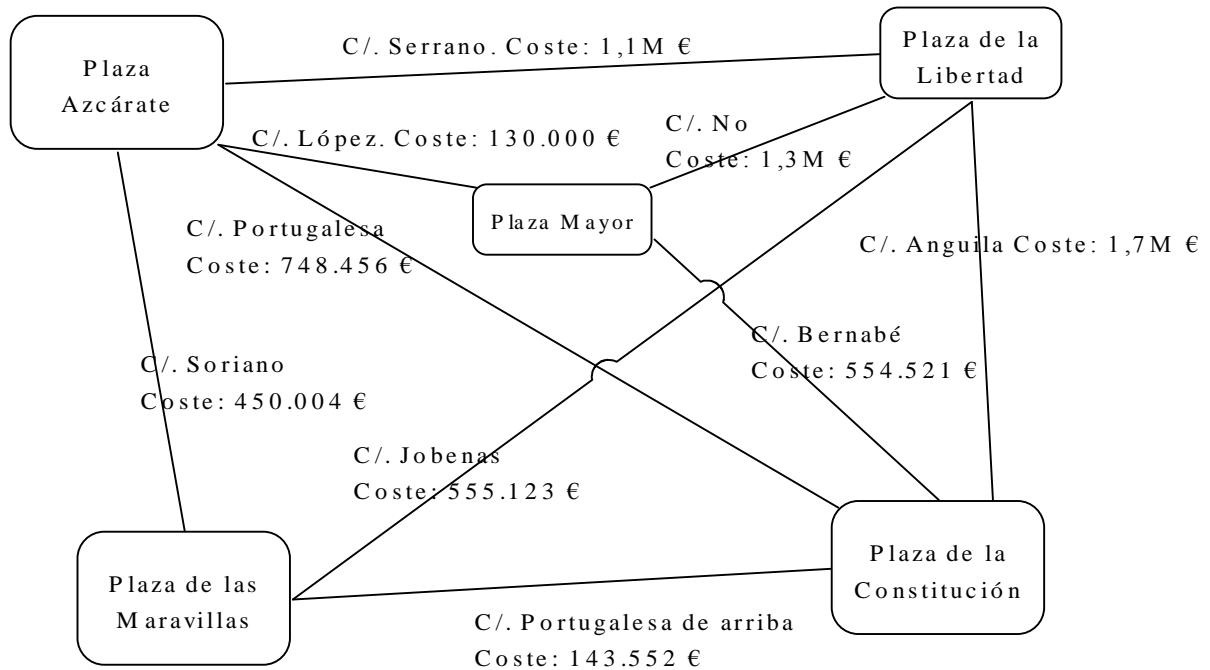 Plaza
Azcárate
C/. Serrano. Coste: 1,1M €
Plaza de la
Libertad
C/. López. Coste: 130.000 €
C/. No
Coste: 1,3M €
Plaza Mayor
C/. Portugalesa
Coste: 748.456 €
C/. Anguila Coste: 1,7M €
C/. Bernabé
Coste: 554.521 €
C/. Soriano
Coste: 450.004 €
C/. Jobenas
Coste: 555.123 €
Plaza de las
Maravillas
Plaza de la
Constitución
C/. Portugalesa de arriba
Coste: 143.552 €